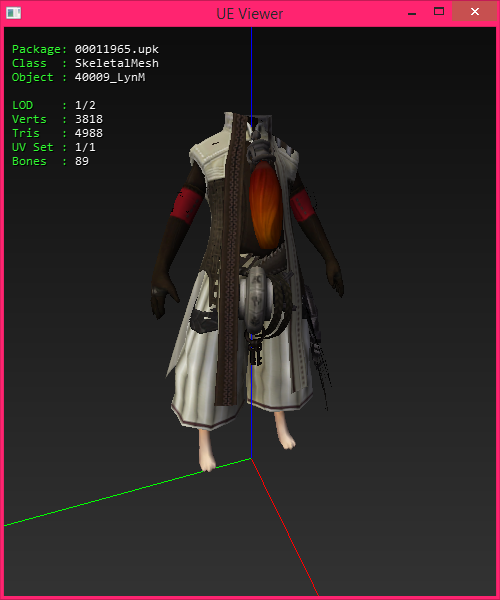 UE Viewer
Package: 00011965.upk
Class  : SkeletalMesh
Object : 40009_LynM
LOD    : 1/2
Verts  : 3818
Tris   : 4988
UV Set : 1/1
Bones  : 89